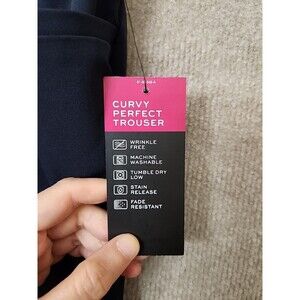 CURVY
PERFECT
TROUSER
WRINKLE
FREE
MACHINE
WASHABLE
TUMBLE DRY
LOW
STAIN
RELEASE
FADE
RESISTANT